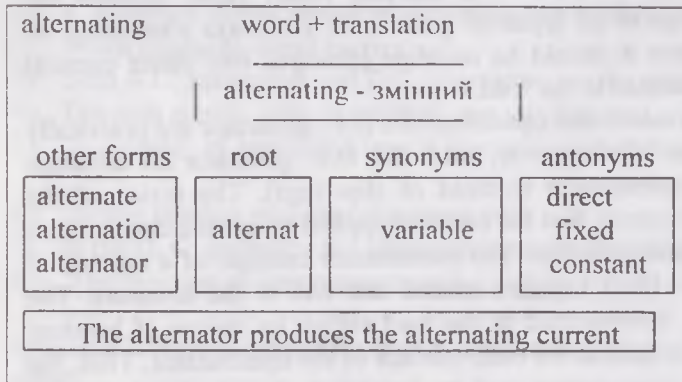 alternating word + translation
alternating - змінний
other forms root synonyms antonyms
alternate direct
alternation alternat variable fixed
alternator constant
The alternator produces the alternating current